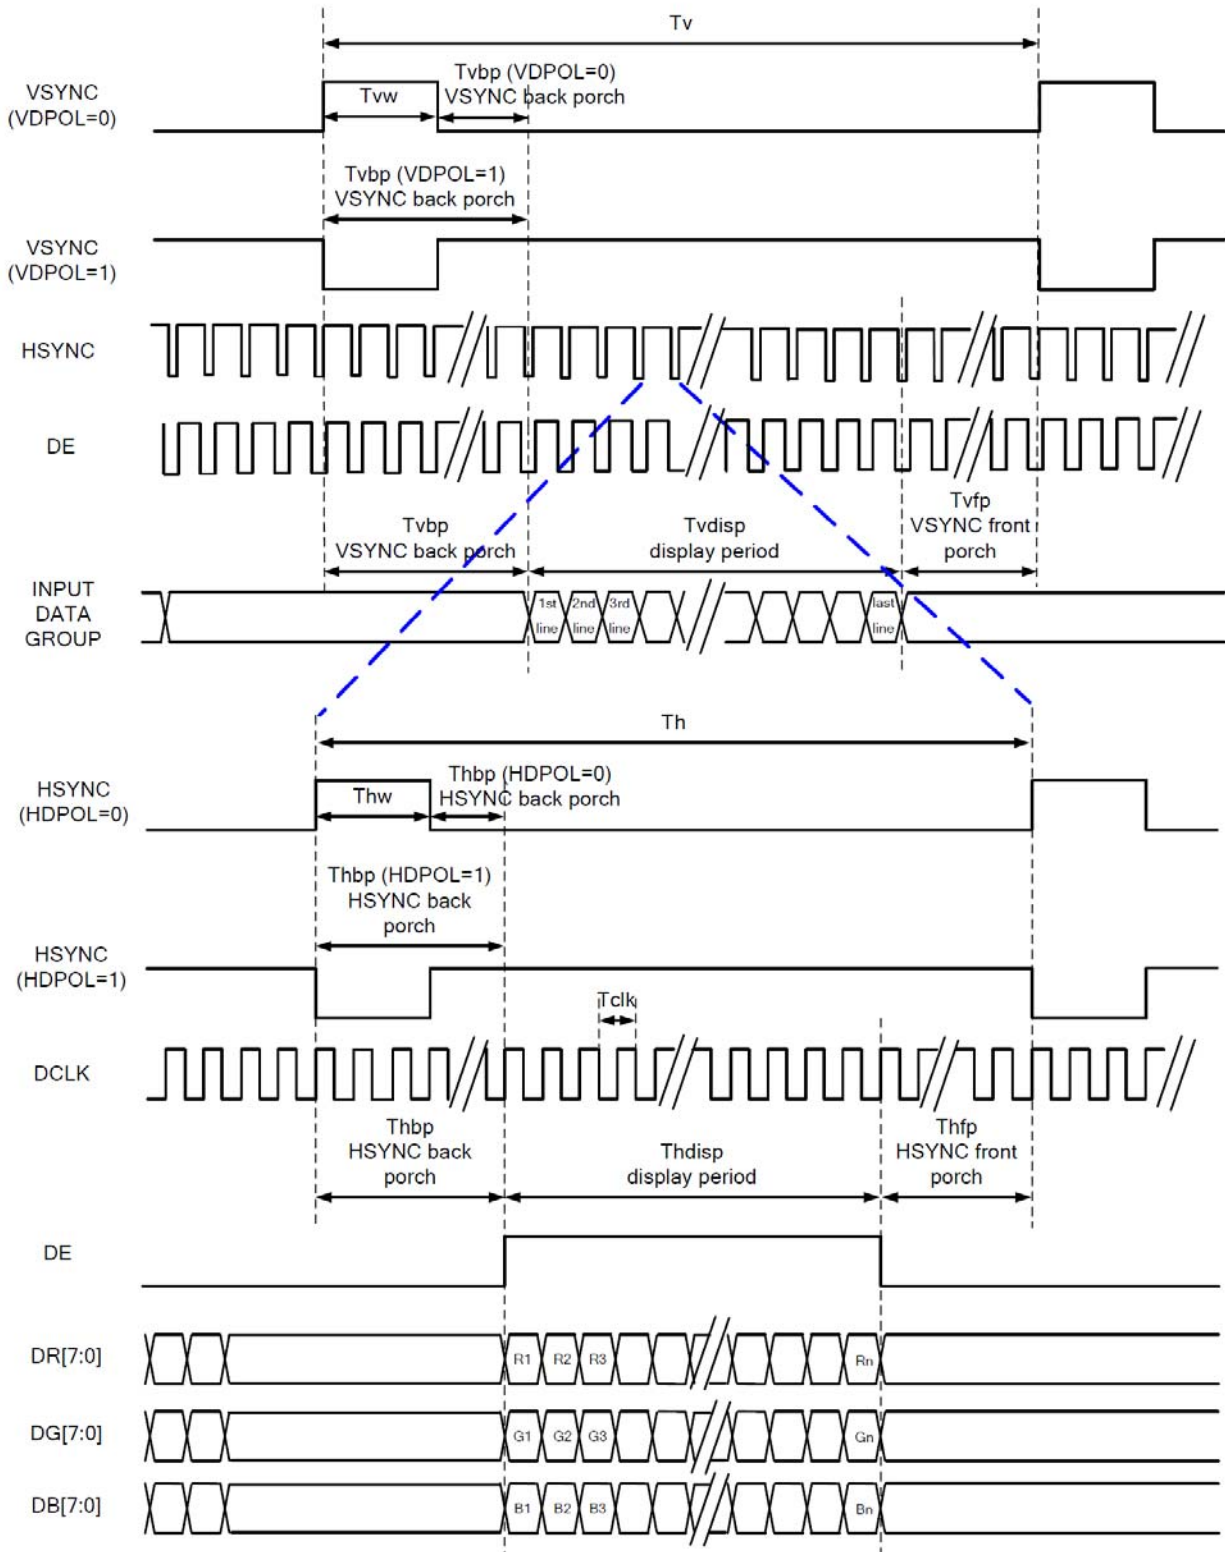 Tv
VSYNC
(VDPOL=0)
Tvw
Tvbp (VDPOL=0)
VSYNC back porch
Tvbp (VDPOL=1)
VSYNC back porch
VSYNC
(VDPOL=1)
HSYNC
DE
Tvbp
VSYNC back porch
Tvdisp
display period
Tvfp
VSYNC front
porch
INPUT
DATA
GROUP
1st
line
2nd
line
3rd
line
last
line
Th
HSYNC
(HDPOL=0)
Thw
Thbp (HDPOL=0)
HSYNC back porch
Thbp (HDPOL=1)
HSYNC back
porch
HSYNC
(HDPOL=1)
Tclk
DCLK
Thbp
HSYNC back
porch
Thdisp
display period
Thfp
HSYNC front
porch
DE
DR[7:0]
R1
R2
R3
Rn
DG[7:0]
G1
G2
G3
Gn
DB[7:0]
B1
B2
B3
Bn